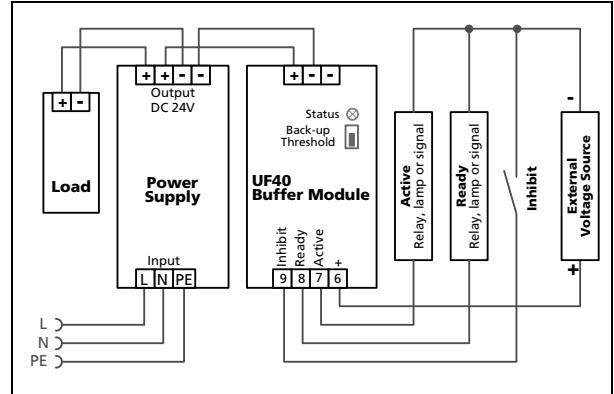 + -
Load
+ + - -
Output
DC 24V
Power
Supply
Input
L N PE
L
N
PE
+ - -
Status
Back-up
Threshold
UF40
Buffer Module
Inhibit
Ready
Active
+
9 8 7 6
Active
Relay, lamp or signal
Ready
Relay, lamp or signal
Inhibit
-
External
Voltage Source
+